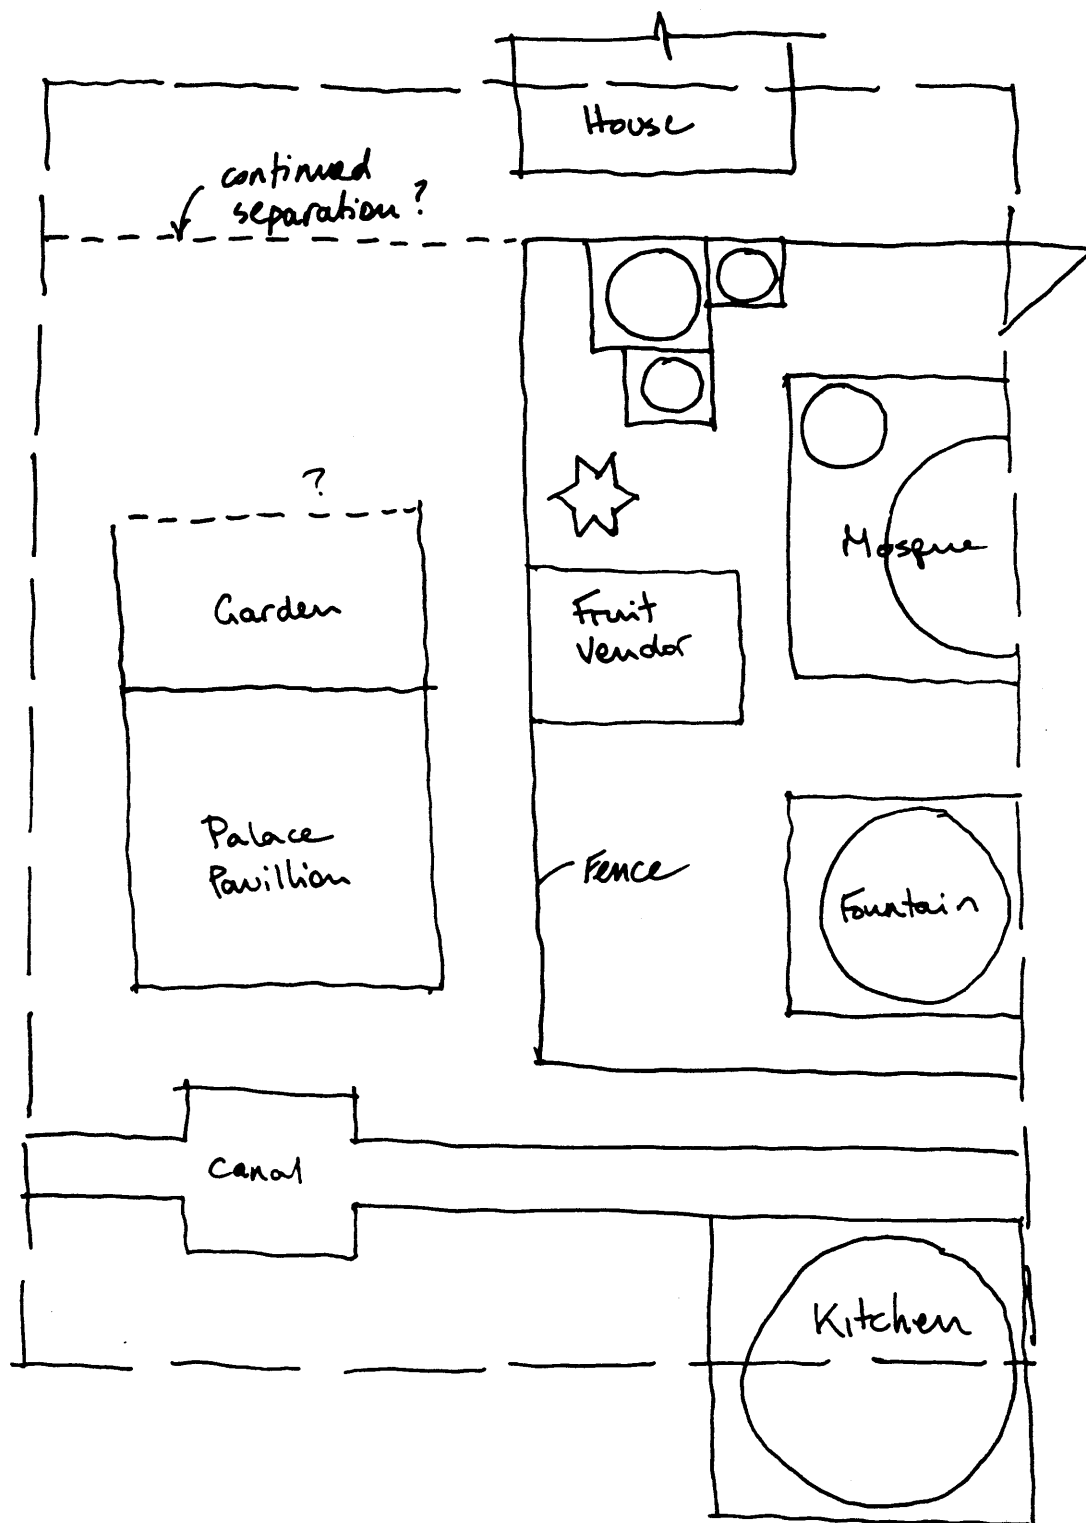 House
continued
separation?
?
Garden
Mosque
Fruit
Vendor
Palace
Pavillion
Fence
Fountain
Canal
Kitchen